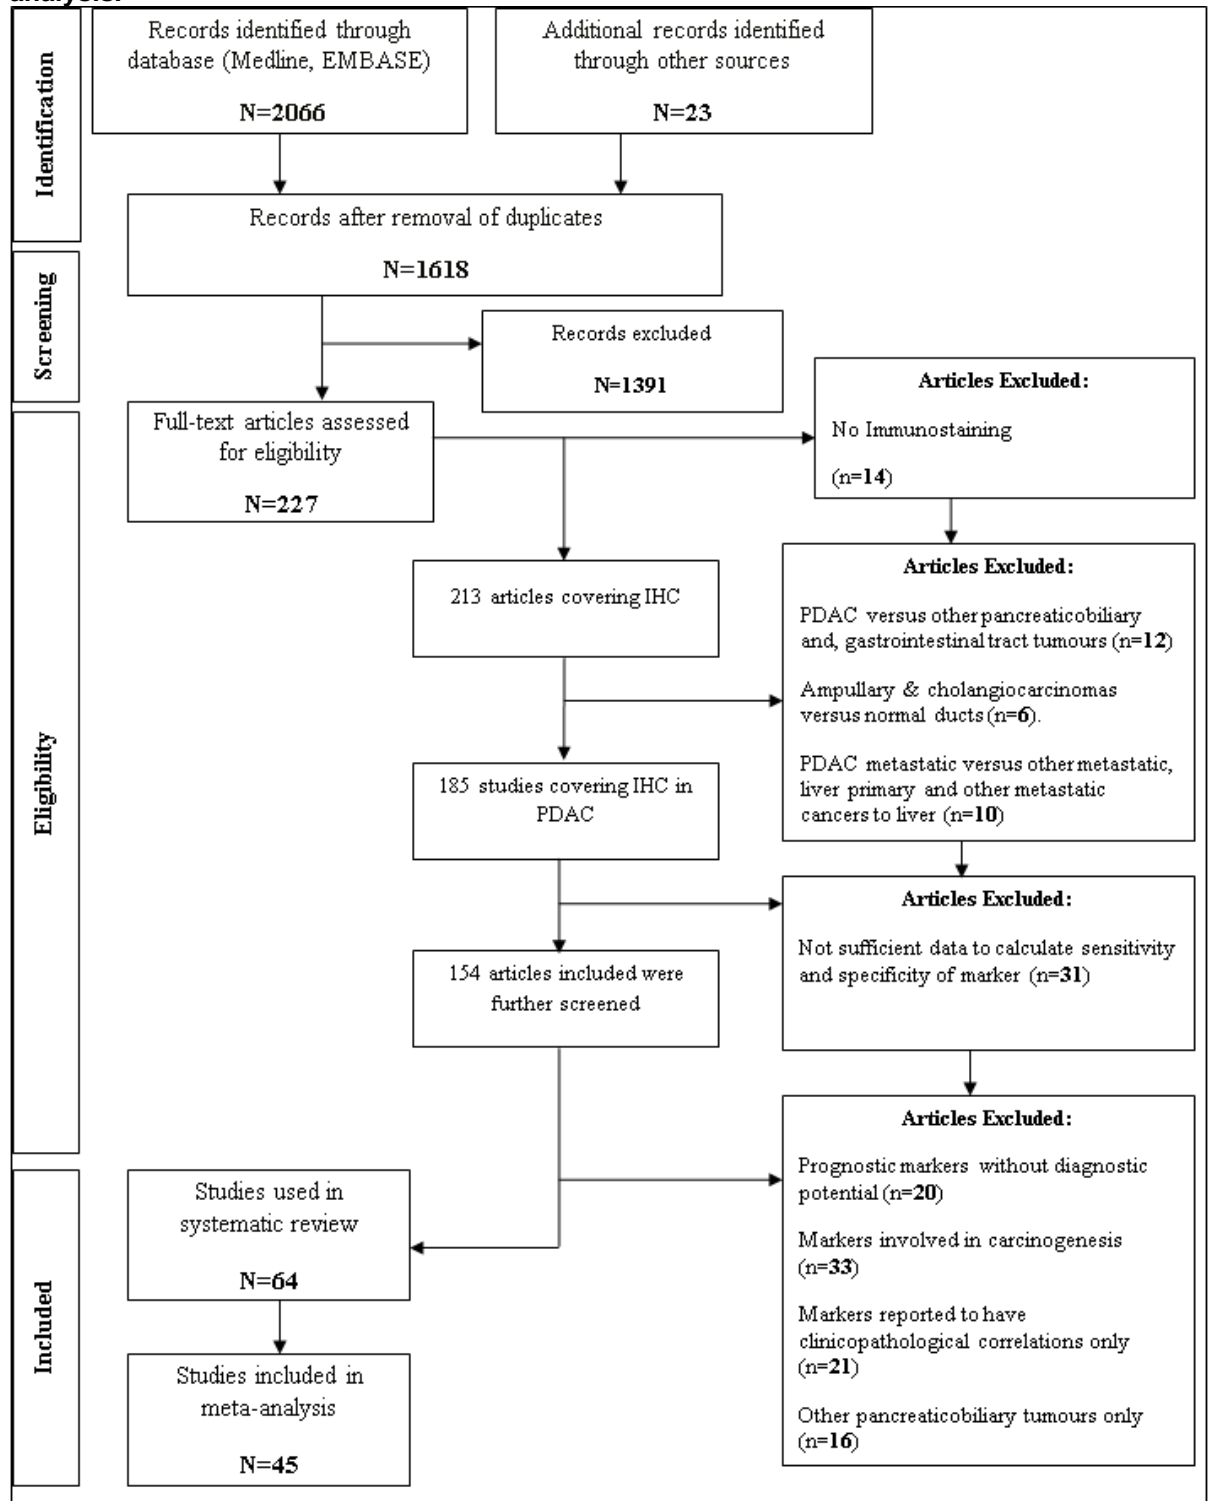 analysis.
Identification
Records identified through
database (Medline, EMBASE)
N=2066
Additional records identified
through other sources
N=23
Records after removal of duplicates
N=1618
Screening
Records excluded
N=1391
Eligibility
Full-text articles assessed
for eligibility
N=227
Articles Excluded:
No Immunostaining
(n=14)
213 articles covering IHC
Articles Excluded:
PDAC versus other pancreaticobiliary
and, gastrointestinal tract tumours (n=12)
Ampullary & cholangiocarcinomas
versus normal ducts (n=6).
PDAC metastatic versus other metastatic,
liver primary and other metastatic
cancers to liver (n=10)
185 studies covering IHC in
PDAC
Articles Excluded:
Not sufficient data to calculate sensitivity
and specificity of marker (n=31)
154 articles included were
further screened
Articles Excluded:
Prognostic markers without diagnostic
potential (n=20)
Markers involved in carcinogenesis
(n=33)
Markers reported to have
clinicopathological correlations only
(n=21)
Other pancreaticobiliary tumours only
(n=16)
Included
Studies used in
systematic review
N=64
Studies included in
meta-analysis
N=45